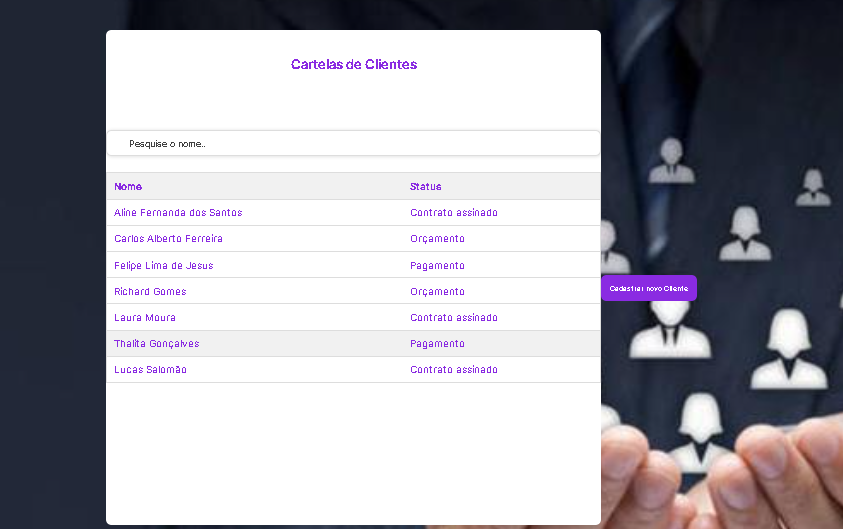 Cartelas de Clientes
Pesquise o nome..
Nome Status
Aline Fernanda dos Santos Contrato assinado
Carlos Alberto Ferreira Orçamento
Felipe Lima de Jesus Pagamento
Richard Gomes Orçamento
Cadastrar novo Cliente
Laura Moura Contrato assinado
Thalita Gonçalves Pagamento
Lucas Salomão Contrato assinado